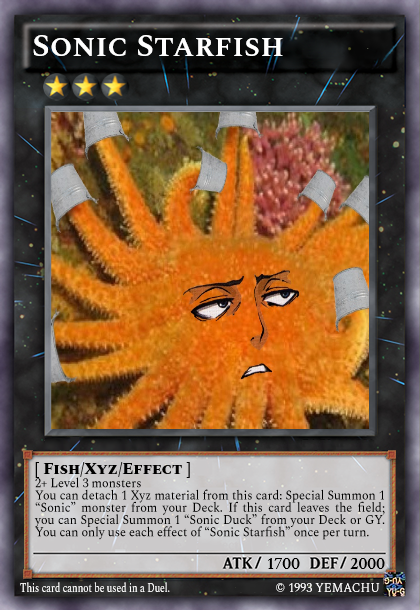 Sonic Starfish
[ Fish/Xyz/Effect ]
2+ Level 3 monsters
You can detach 1 Xyz material from this card: Special Summon 1
“Sonic” monster from your Deck. If this card leaves the field;
you can Special Summon 1 “Sonic Duck” from your Deck or GY.
You can only use each effect of “Sonic Starfish” once per turn.
ATK/ 1700 DEF/ 2000
This card cannot be used in a Duel.
© 1993 YEMACHU